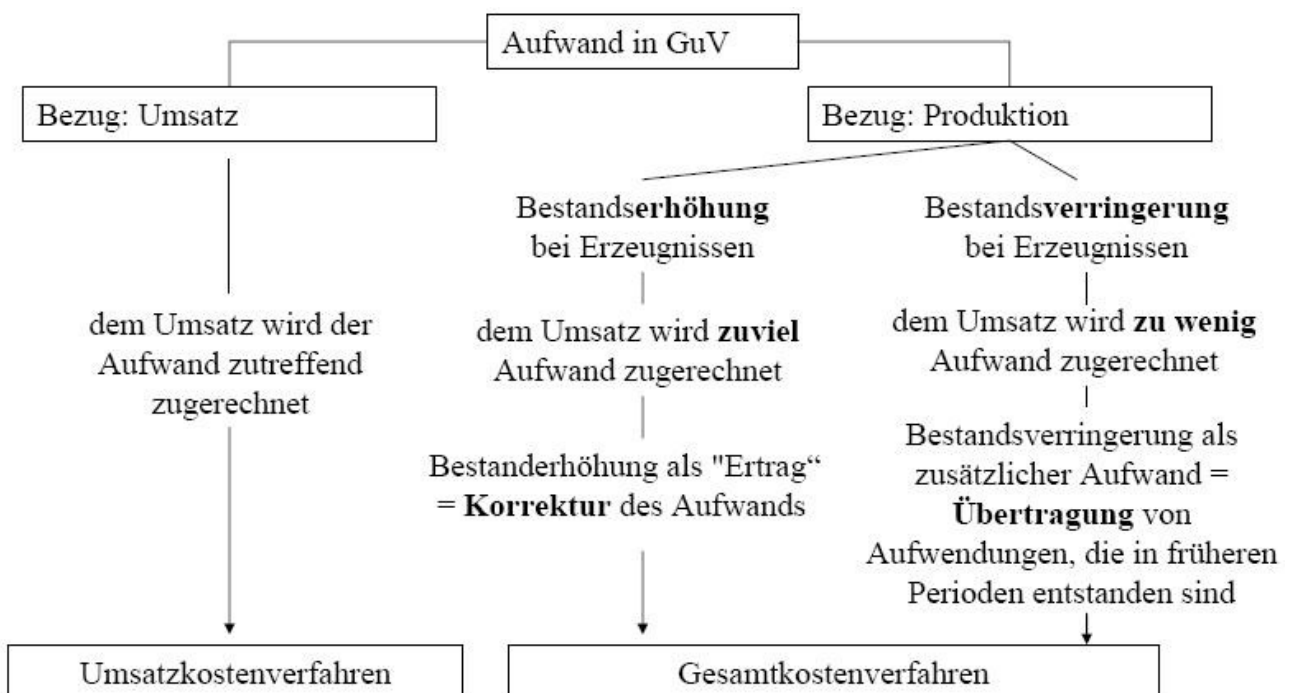 Aufwand in GuV
Bezug: Umsatz
Bezug: Produktion
dem Umsatz wird der
Aufwand zutreffend
zugerechnet
Bestandserhöhung
bei Erzeugnissen
dem Umsatz wird zuviel
Aufwand zugerechnet
Bestanderhöhung als "Ertrag“
= Korrektur des Aufwands
Bestandsverringerung
bei Erzeugnissen
dem Umsatz wird zu wenig
Aufwand zugerechnet
Bestandsverringerung als
zusätzlicher Aufwand =
Übertragung von
Aufwendungen, die in früheren
Perioden entstanden sind
Umsatzkostenverfahren
Gesamtkostenverfahren